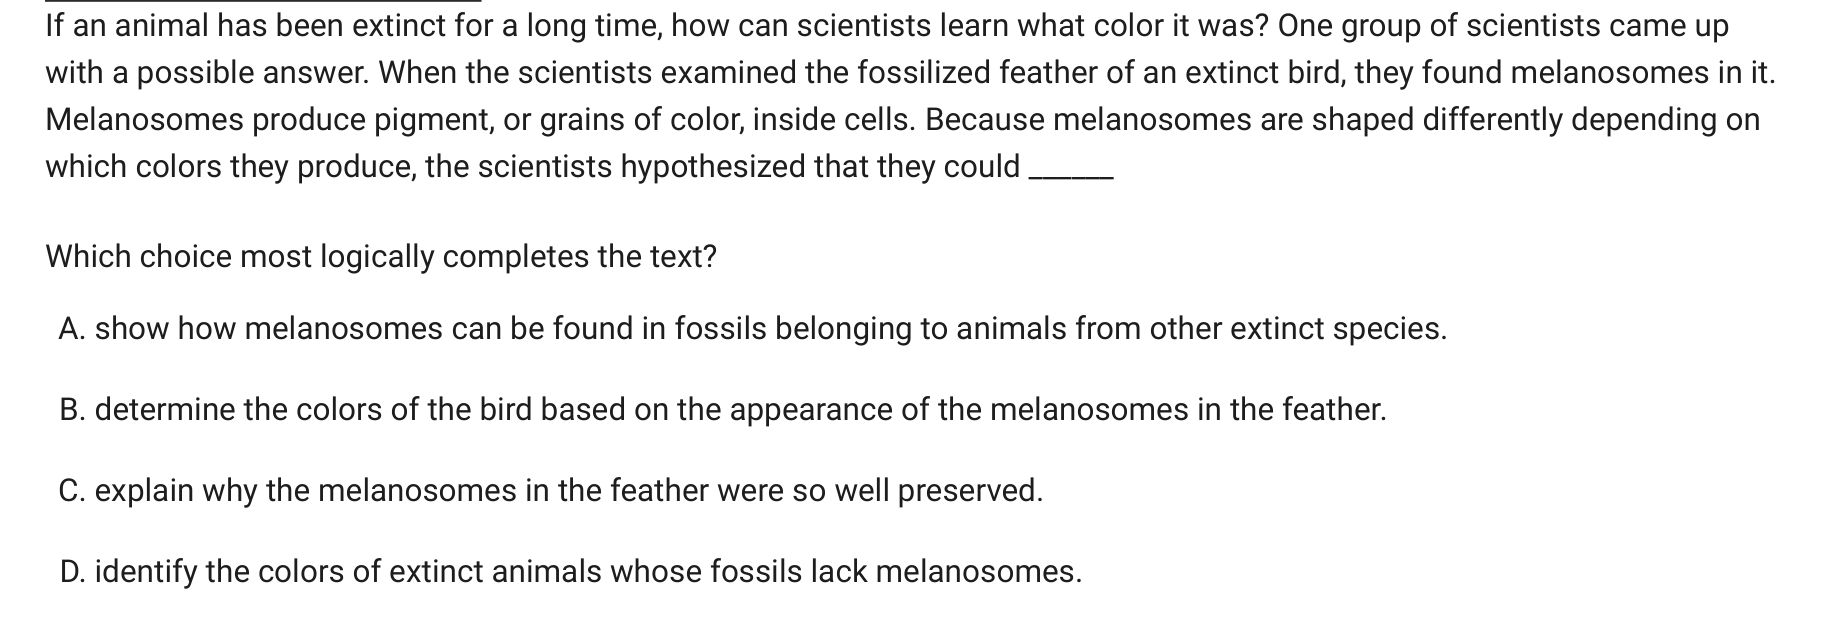 If an animal has been extinct for a long time, how can scientists learn what color it was? One group of scientists came up
with a possible answer. When the scientists examined the fossilized feather of an extinct bird, they found melanosomes in it.
Melanosomes produce pigment, or grains of color, inside cells. Because melanosomes are shaped differently depending on
which colors they produce, the scientists hypothesized that they could ______
Which choice most logically completes the text?
A. show how melanosomes can be found in fossils belonging to animals from other extinct species.
B. determine the colors of the bird based on the appearance of the melanosomes in the feather.
C. explain why the melanosomes in the feather were so well preserved.
D. identify the colors of extinct animals whose fossils lack melanosomes.